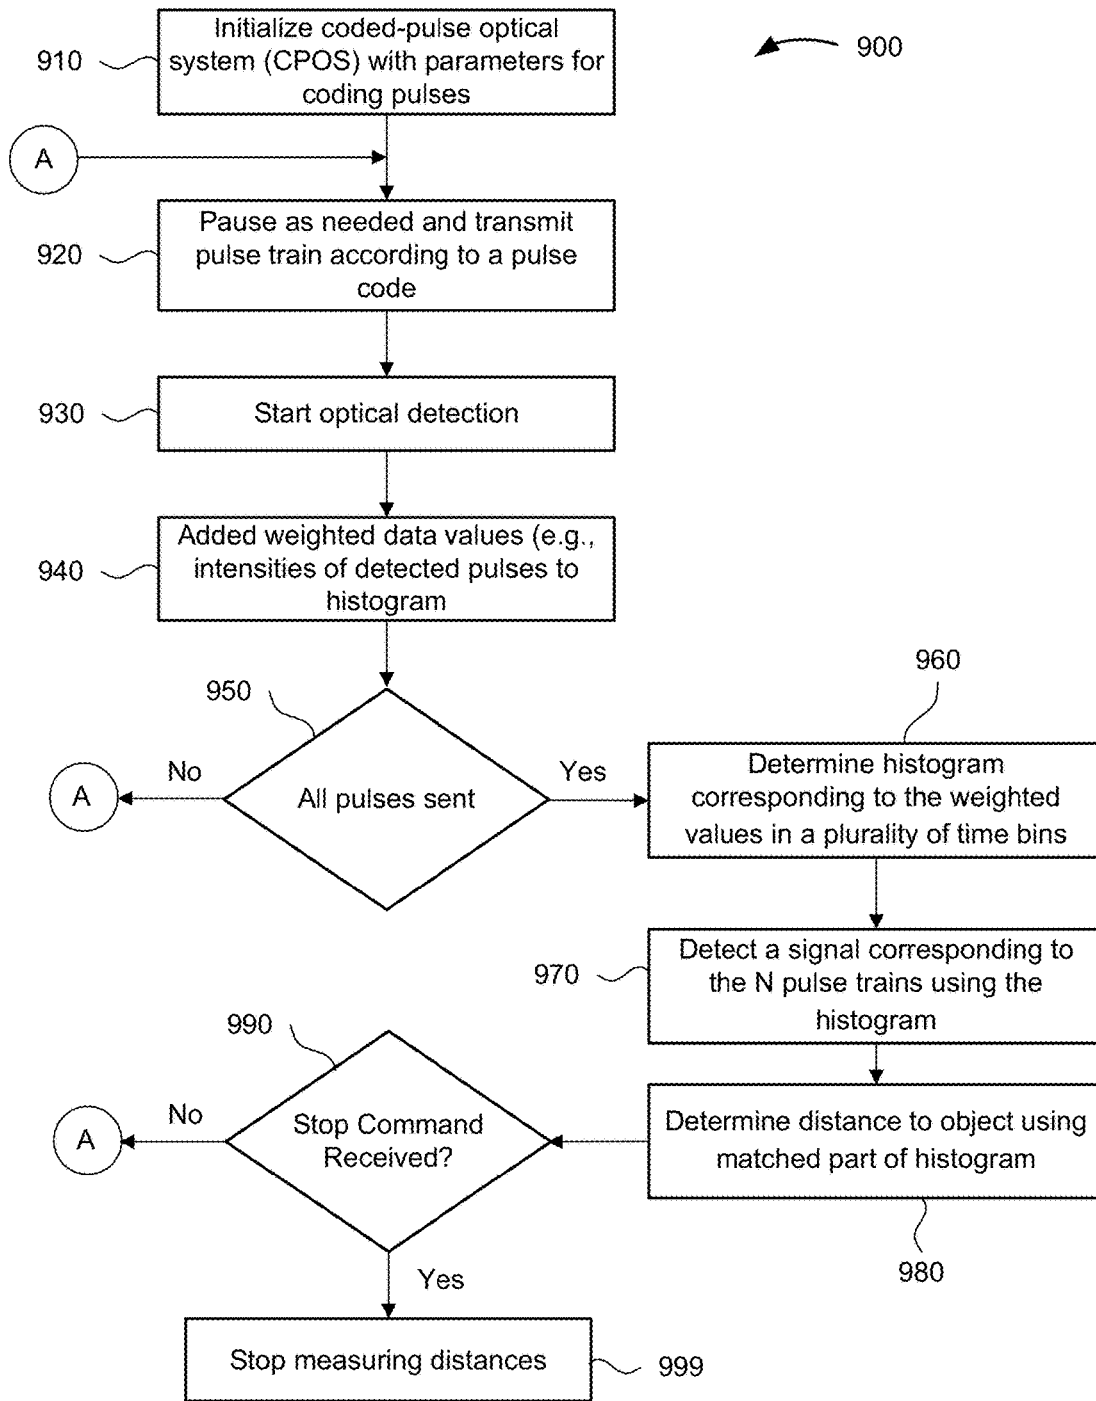 Initialize coded-pulse optical
system (CPOS) with parameters for
coding pulses
910
900
A
Pause as needed and transmit
pulse train according to a pulse
code
920
Start optical detection
930
Added weighted data values (e.g.,
intensities of detected pulses to
histogram
940
950
All pulses sent
No
A
Yes
960
Determine histogram
corresponding to the weighted
values in a plurality of time bins
Detect a signal corresponding to
the N pulse trains using the
histogram
970
Determine distance to object using
matched part of histogram
980
990
Stop Command
Received?
No
A
Yes
Stop measuring distances
999